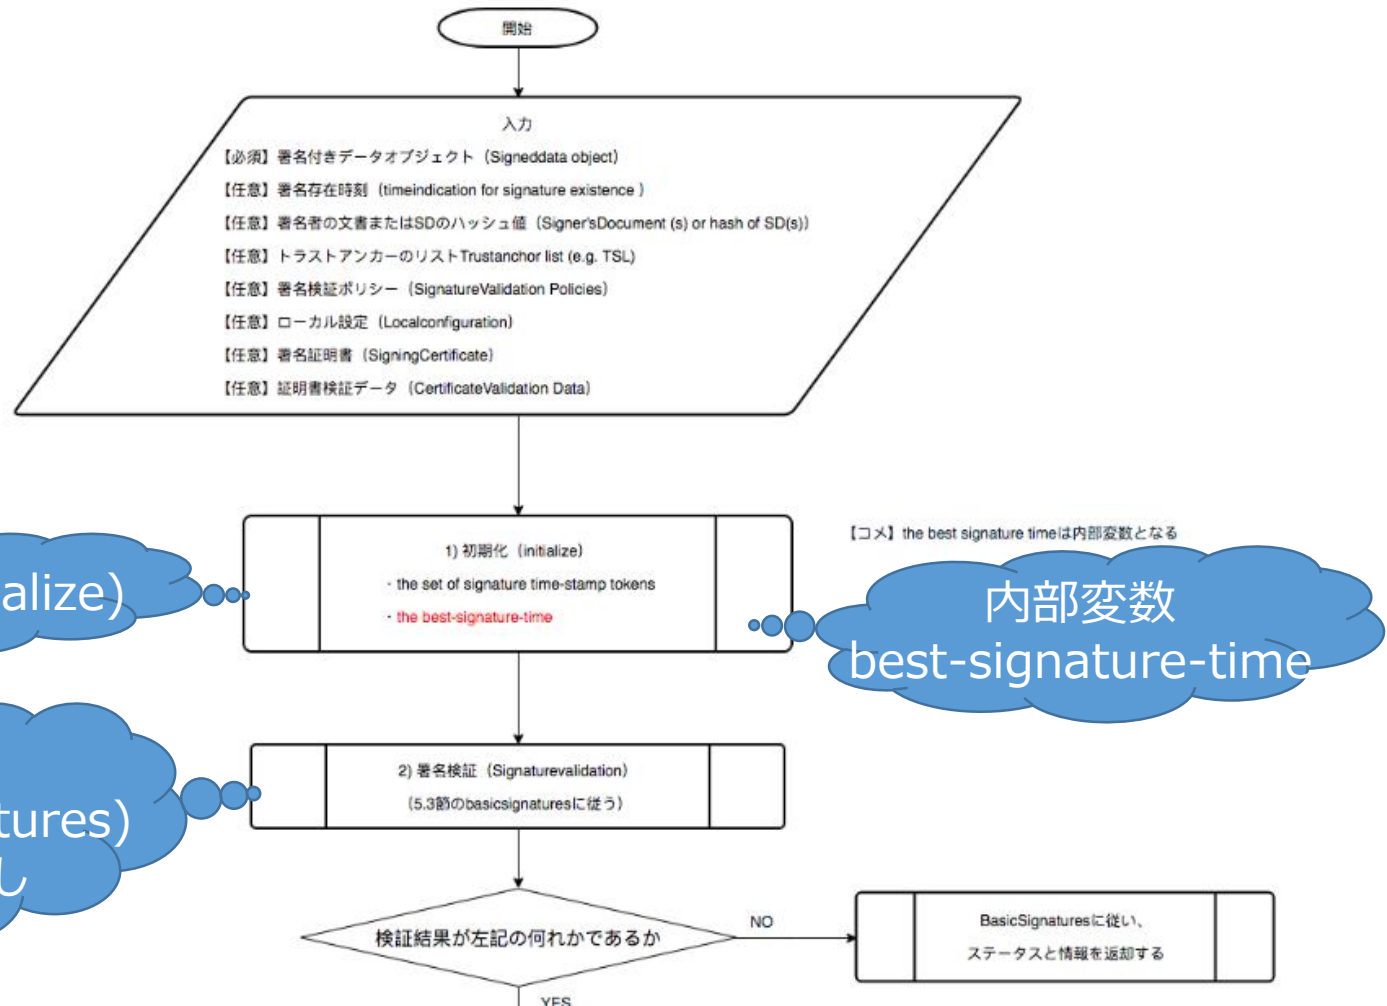 開始
入力
【必須】署名付きデータオブジェクト（Signeddata object）
【任意】署名存在時刻（timeindication for signature existence ）
【任意】署名者の文書またはSDのハッシュ値（Signer'sDocument (s) or hash of SD(s)）
【任意】トラストアンカーのリストTrustanchor list (e.g. TSL)
【任意】署名検証ポリシー（SignatureValidation Policies）
【任意】ローカル設定（Localconfiguration）
【任意】署名証明書（SigningCertificate）
【任意】証明書検証データ（CertificateValidation Data）
【コメ】the best signature timeは内部変数となる
1) 初期化（initialize）
・the set of signature time-stamp tokens
・the best-signature-time
alize)
内部変数
best-signature-time
2) 署名検証（Signaturevalidation）
（5.3節のbasicsignaturesに従う）
tures)
し
検証結果が左記の何れかであるか
NO
BasicSignaturesに従い、
ステータスと情報を返却する
YES